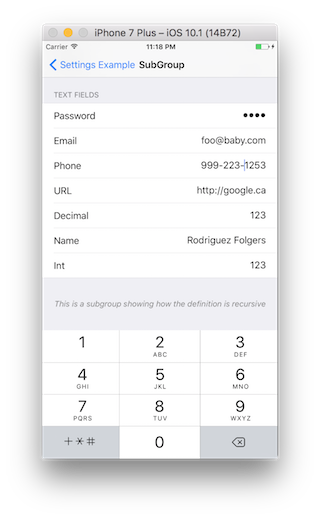 iPhone 7 Plus – iOS 10.1 (14B72)
Carrier 11:18 PM
Settings Example SubGroup
TEXT FIELDS
Password ●●●●
Email foo@baby.com
Phone 999-223-1253
URL http://google.ca
Decimal 123
Name Rodriguez Folgers
Int 123
This is a subgroup showing how the definition is recursive
1 2 3
ABC DEF
4 5 6
GHI JKL MNO
7 8 9
PQRS TUV WXYZ
+*# 0